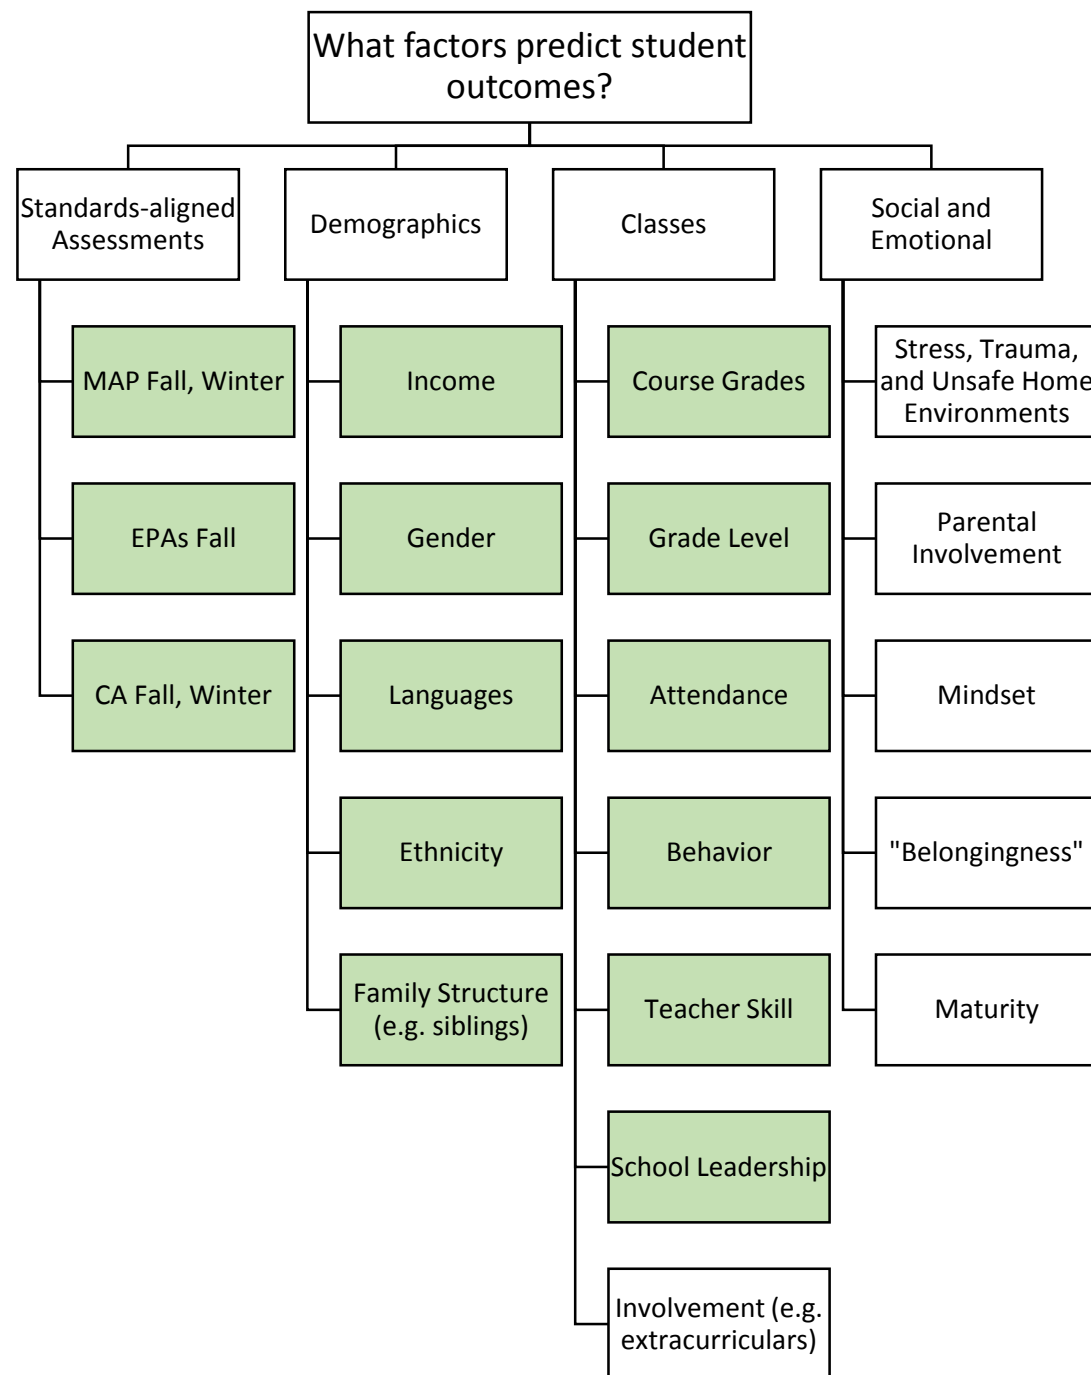 What factors predict student
outcomes?
Standards-aligned
Assessments
MAP Fall, Winter
EPAs Fall
CA Fall, Winter
Demographics
Income
Gender
Languages
Ethnicity
Family Structure
(e.g. siblings)
Classes
Course Grades
Grade Level
Attendance
Behavior
Teacher Skill
School Leadership
Involvement (e.g.
extracurriculars)
Social and
Emotional
Stress, Trauma,
and Unsafe Home
Environments
Parental
Involvement
Mindset
"Belongingness"
Maturity